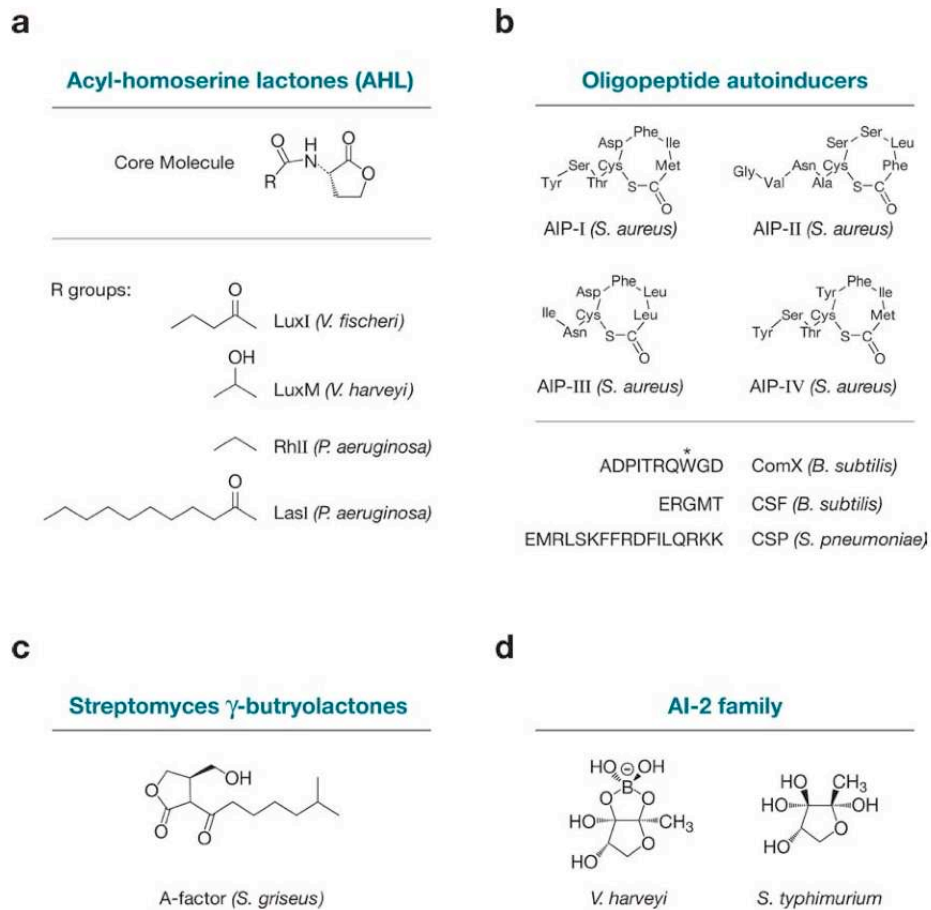 a
Acyl-homoserine lactones (AHL)
Core Molecule
O
H
N
O
R
O
R groups:
O
LuxI (V. fischeri)
OH
LuxM (V. harveyi)
RhlI (P. aeruginosa)
O
LasI (P. aeruginosa)
b
Oligopeptide autoinducers
Tyr Ser Thr Cys Asp Phe Ile Met
S C
O
AIP-I (S. aureus)
Gly Val Asn Ala Cys Ser Ser Leu Phe
S C
O
AIP-II (S. aureus)
Ile Asn Cys Asp Phe Leu Leu
S C
O
AIP-III (S. aureus)
Tyr Ser Thr Cys Tyr Phe Ile Met
S C
O
AIP-IV (S. aureus)
*
ADPITRQWGD ComX (B. subtilis)
ERGMT CSF (B. subtilis)
EMRLSKFFRDFILQRKK CSP (S. pneumoniae)
c
Streptomyces γ-butryolactones
OH
O
O
O
A-factor (S. griseus)
d
AI-2 family
HO ⊖ OH
B
O O
HO CH₃
O
HO
V. harveyi
HO CH₃
HO OH
O
HO
S. typhimurium